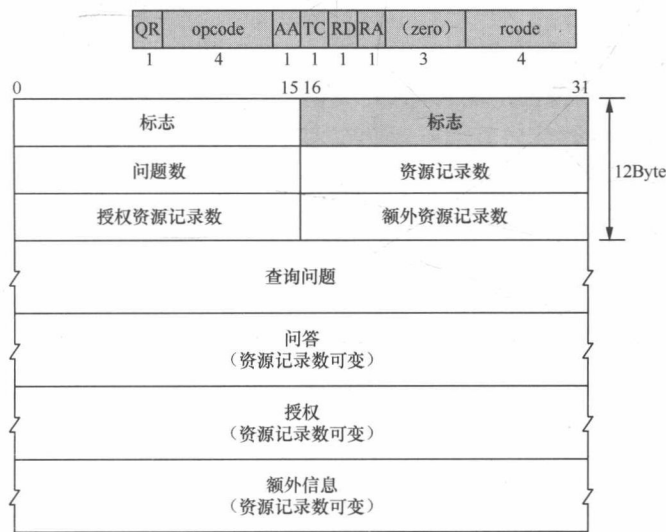 QR opcode AA TC RD RA (zero) rcode
1 4 1 1 1 1 3 4
0 15 16 31
标志 标志
问题数 资源记录数
授权资源记录数 额外资源记录数
12Byte
查询问题
问答
(资源记录数可变)
授权
(资源记录数可变)
额外信息
(资源记录数可变)